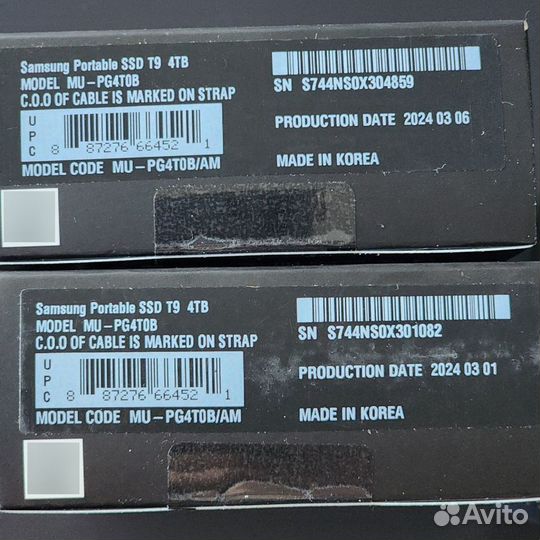 Samsung Portable SSD T9 4TB
MODEL MU-PG4T0B
C.O.O OF CABLE IS MARKED ON STRAP
UPC
8 87276 66452 1
MODEL CODE MU-PG4T0B/AM
SN S744NS0X304859
PRODUCTION DATE 2024 03 06
MADE IN KOREA
Samsung Portable SSD T9 4TB
MODEL MU-PG4T0B
C.O.O OF CABLE IS MARKED ON STRAP
UPC
8 87276 66452 1
MODEL CODE MU-PG4T0B/AM
SN S744NS0X301082
PRODUCTION DATE 2024 03 01
MADE IN KOREA
Avito